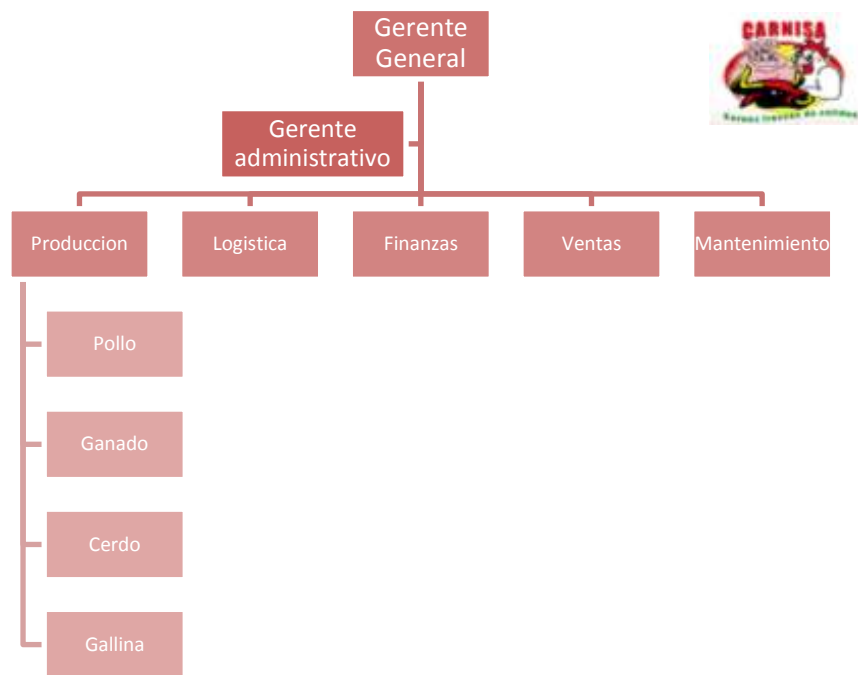 Gerente
General
CARNISA
Gerente
administrativo
Produccion
Logistica
Finanzas
Ventas
Mantenimiento
Pollo
Ganado
Cerdo
Gallina